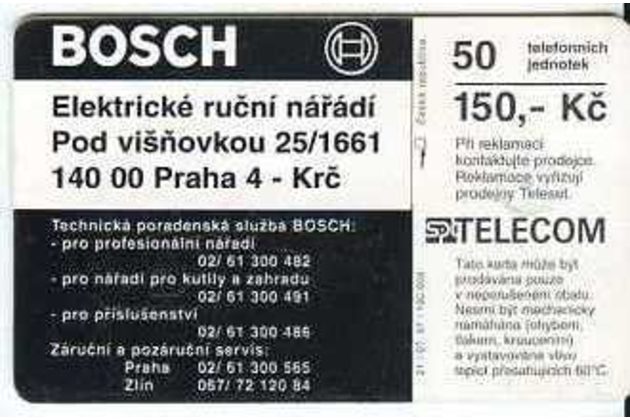 BOSCH
Elektrické ruční nářádí
Pod višňovkou 25/1661
140 00 Praha 4 - Krč
Technická poradenská služba BOSCH:
- pro profesionální nářadí
02/ 61 300 482
- pro nářadí pro kutily a zahradu
02/ 61 300 491
- pro příslušenství
02/ 61 300 486
Záruční a pozáruční servis:
Praha 02/ 61 300 565
Zlín 067/ 72 120 84
Česká republika
50 telefonních
jednotek
150,- Kč
Při reklamaci
kontaktujte prodejce.
Reklamace vyřizují
prodejny Teleset.
SPT TELECOM
Tato karta může být
prodávána pouze
v neporušeném obalu.
Nesmí být mechanicky
namáhána (ohybem,
tlakem, kroucením)
a vystavována vlivu
teplot přesahujících 60°C.